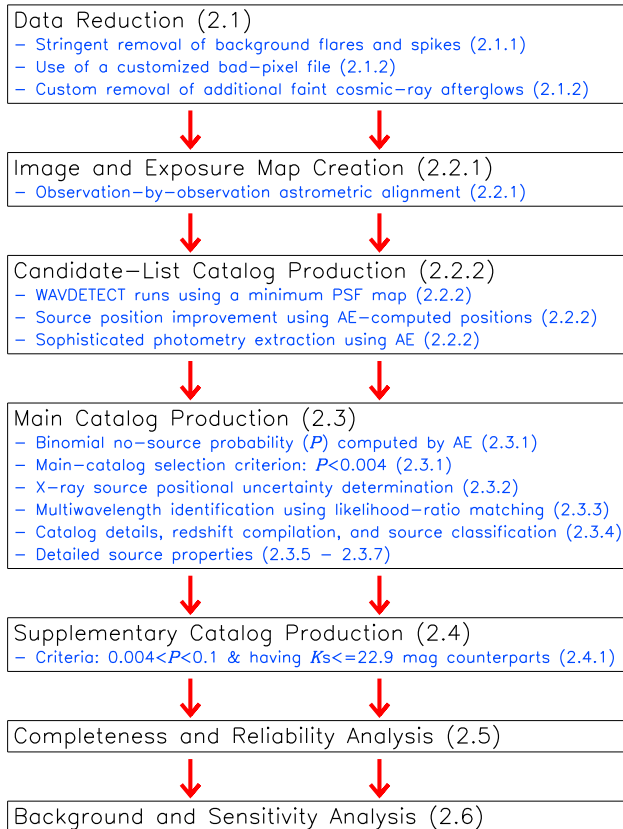 Data Reduction (2.1)
− Stringent removal of background flares and spikes (2.1.1)
− Use of a customized bad−pixel file (2.1.2)
− Custom removal of additional faint cosmic−ray afterglows (2.1.2)
Image and Exposure Map Creation (2.2.1)
− Observation−by−observation astrometric alignment (2.2.1)
Candidate−List Catalog Production (2.2.2)
− WAVDETECT runs using a minimum PSF map (2.2.2)
− Source position improvement using AE−computed positions (2.2.2)
− Sophisticated photometry extraction using AE (2.2.2)
Main Catalog Production (2.3)
− Binomial no−source probability (P) computed by AE (2.3.1)
− Main−catalog selection criterion: P<0.004 (2.3.1)
− X−ray source positional uncertainty determination (2.3.2)
− Multiwavelength identification using likelihood−ratio matching (2.3.3)
− Catalog details, redshift compilation, and source classification (2.3.4)
− Detailed source properties (2.3.5 − 2.3.7)
Supplementary Catalog Production (2.4)
− Criteria: 0.004<P<0.1 & having Ks<=22.9 mag counterparts (2.4.1)
Completeness and Reliability Analysis (2.5)
Background and Sensitivity Analysis (2.6)